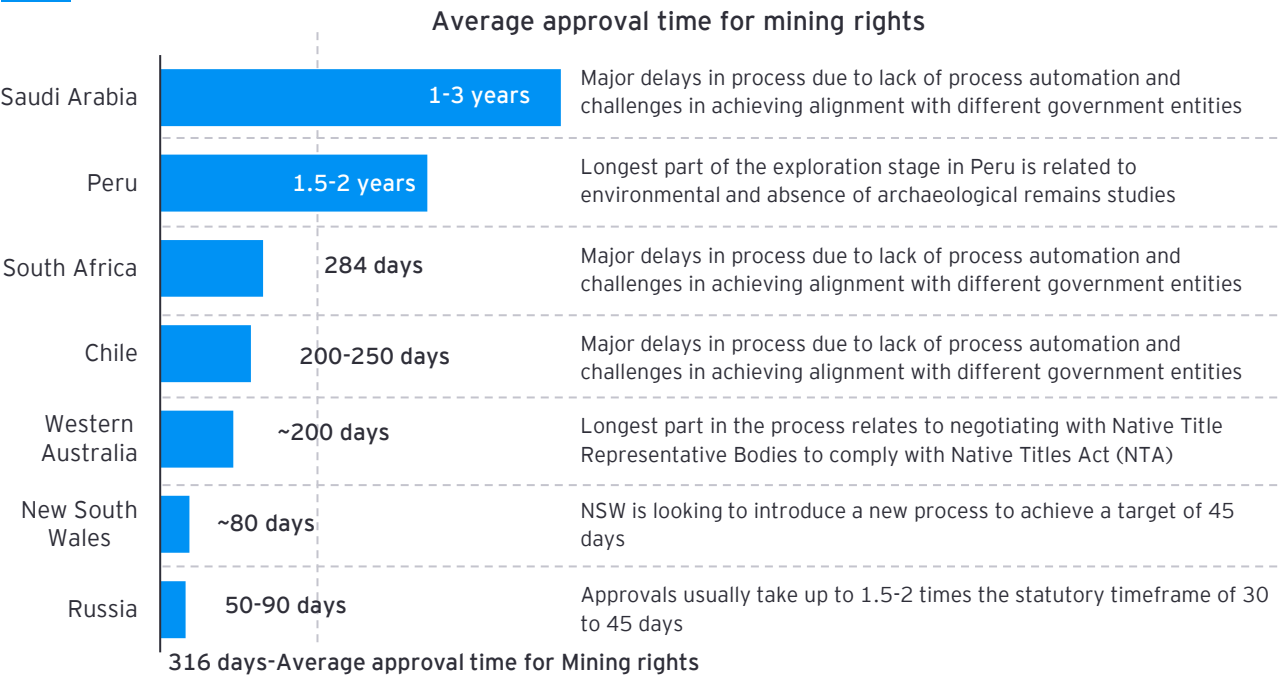 Average approval time for mining rights
Saudi Arabia
1-3 years
Major delays in process due to lack of process automation and
challenges in achieving alignment with different government entities
Peru
1.5-2 years
Longest part of the exploration stage in Peru is related to
environmental and absence of archaeological remains studies
South Africa
284 days
Major delays in process due to lack of process automation and
challenges in achieving alignment with different government entities
Chile
200-250 days
Major delays in process due to lack of process automation and
challenges in achieving alignment with different government entities
Western
Australia
~200 days
Longest part in the process relates to negotiating with Native Title
Representative Bodies to comply with Native Titles Act (NTA)
New South
Wales
~80 days
NSW is looking to introduce a new process to achieve a target of 45
days
Russia
50-90 days
Approvals usually take up to 1.5-2 times the statutory timeframe of 30
to 45 days
316 days-Average approval time for Mining rights